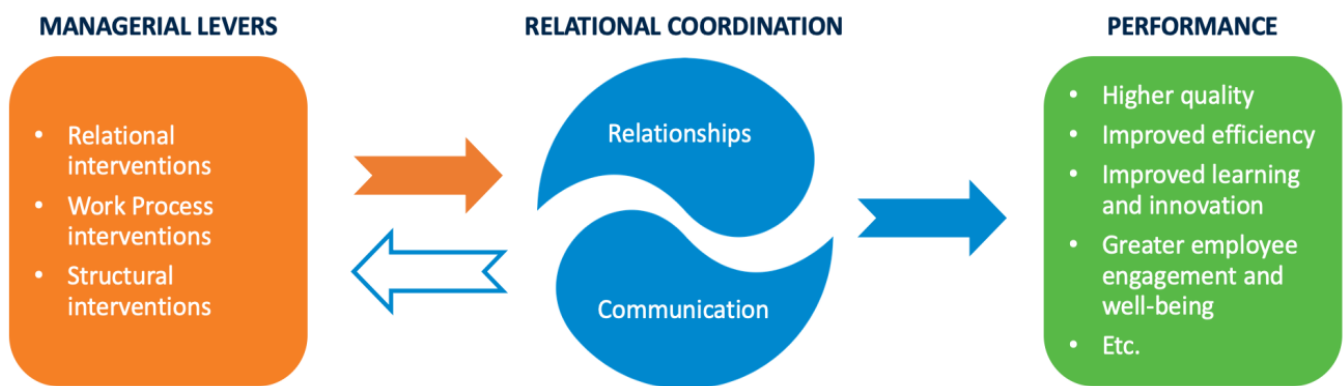 MANAGERIAL LEVERS
• Relational
interventions
• Work Process
interventions
• Structural
interventions
RELATIONAL COORDINATION
Relationships
Communication
PERFORMANCE
• Higher quality
• Improved efficiency
• Improved learning
and innovation
• Greater employee
engagement and
well-being
• Etc.